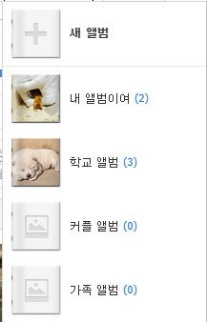 새 앨범
내 앨범이여 (2)
학교 앨범 (3)
커플 앨범 (0)
가족 앨범 (0)